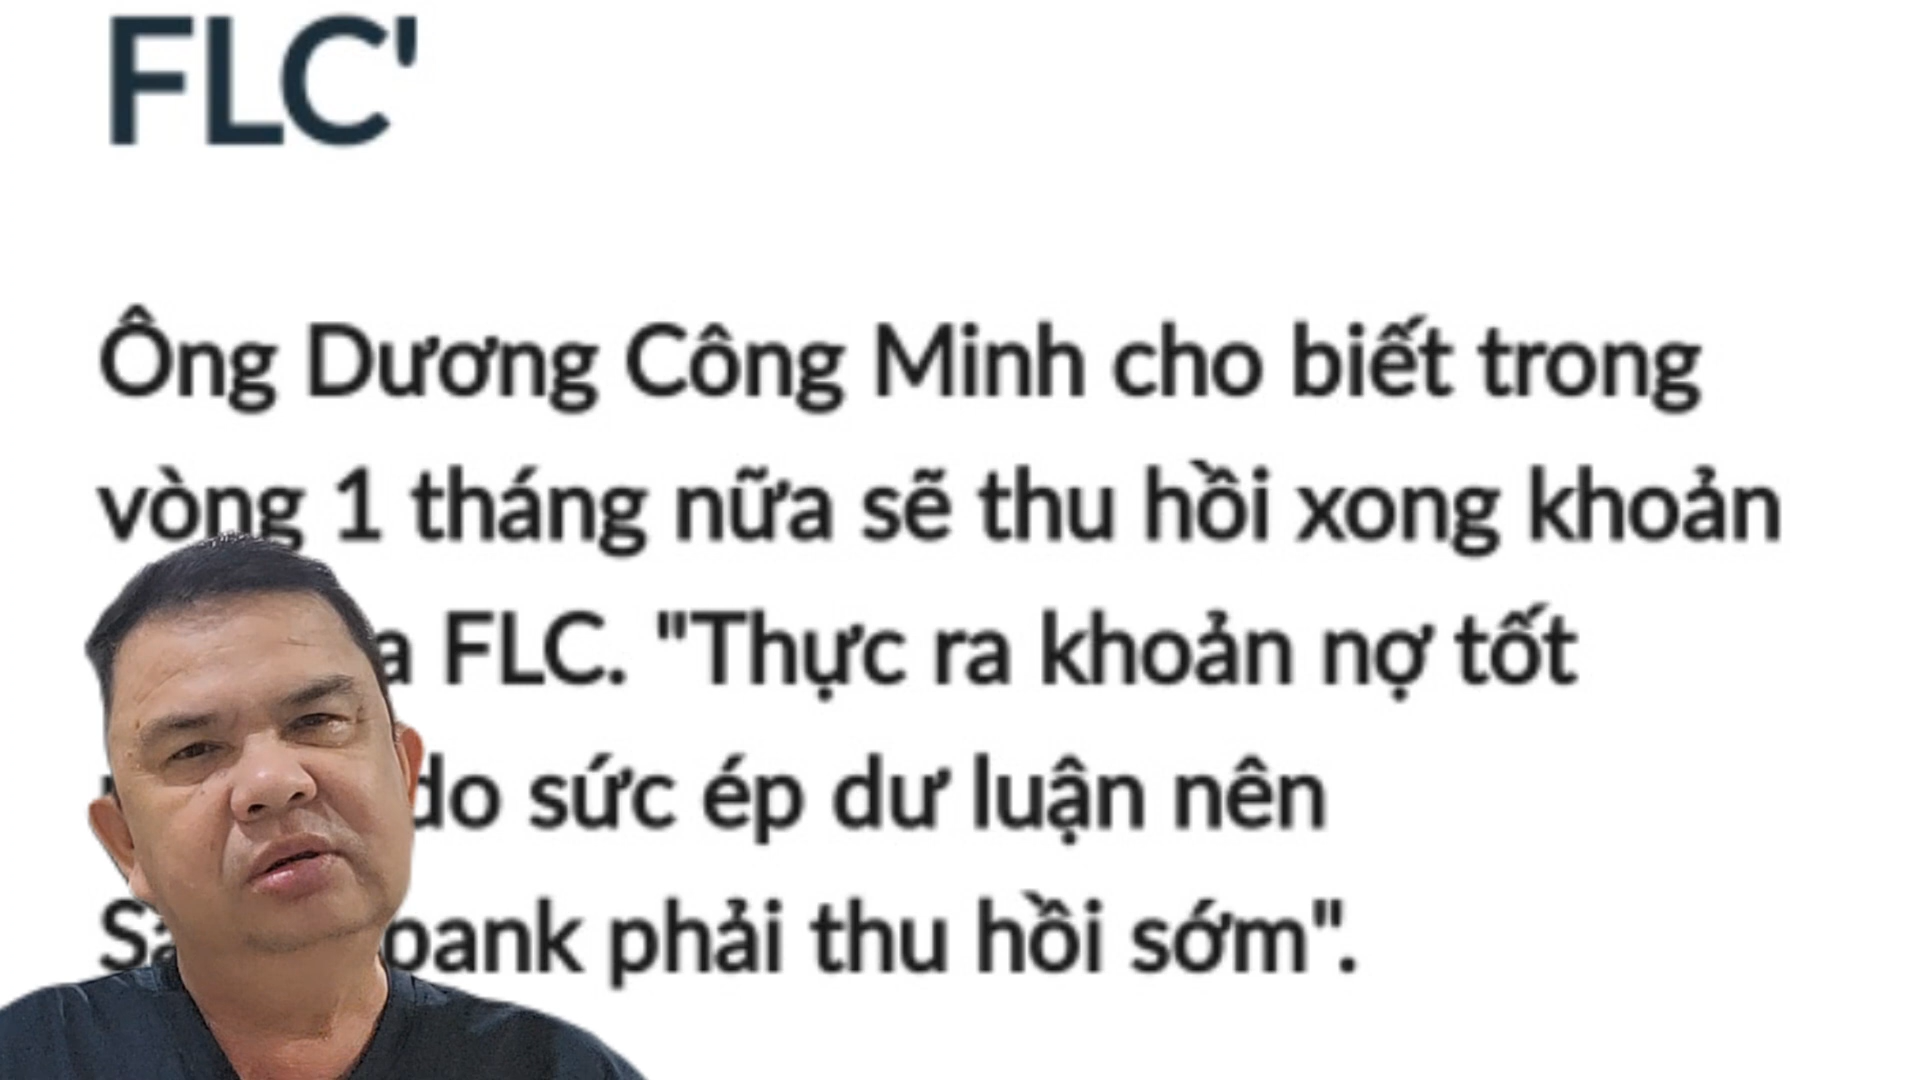 FLC'
Ông Dương Công Minh cho biết trong
vòng 1 tháng nữa sẽ thu hồi xong khoản
a FLC. "Thực ra khoản nợ tốt
do sức ép dư luận nên
phải thu hồi sớm".